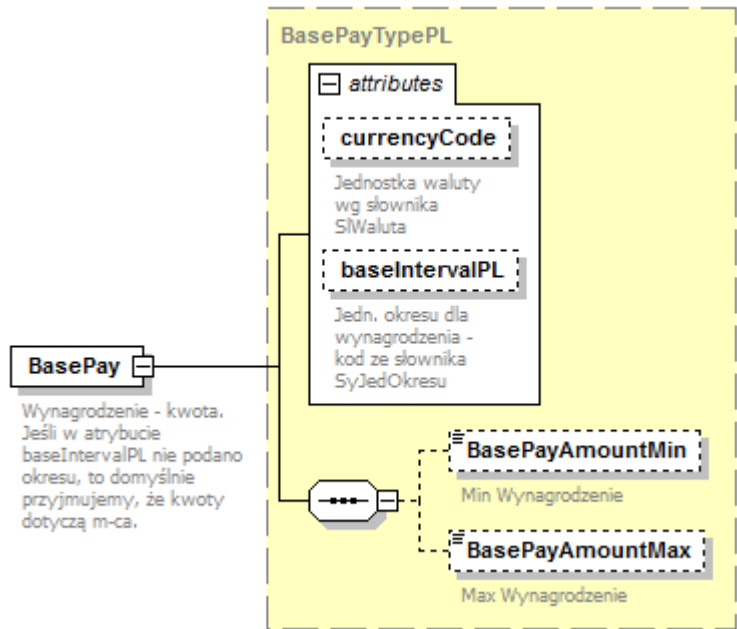 BasePayTypePL
attributes
currencyCode
Jednostka waluty
wg słownika
SlWaluta
baseIntervalPL
Jedn. okresu dla
wynagrodzenia -
kod ze słownika
SyJedOkresu
BasePay
Wynagrodzenie - kwota.
Jeśli w atrybucie
baseIntervalPL nie podano
okresu, to domyślnie
przyjmujemy, że kwoty
dotyczą m-ca.
BasePayAmountMin
Min Wynagrodzenie
BasePayAmountMax
Max Wynagrodzenie